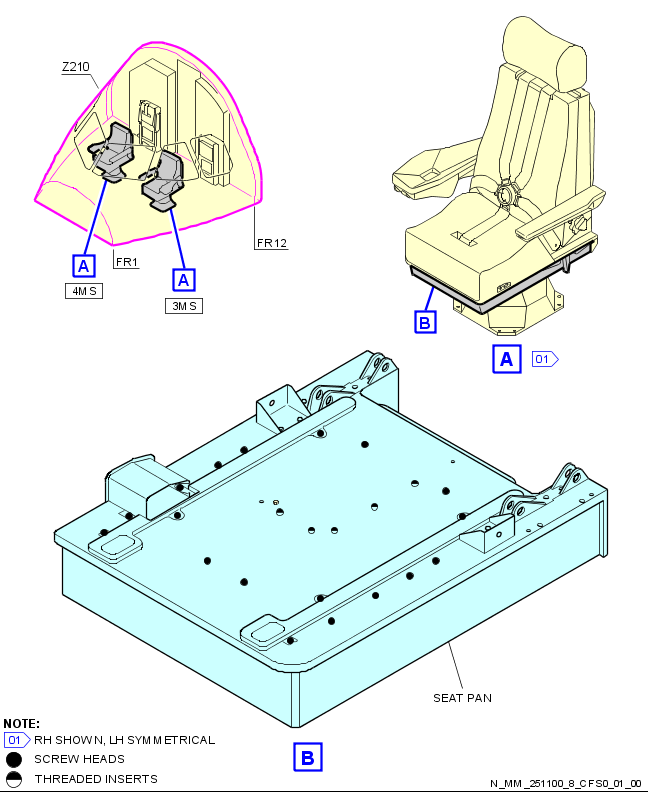 Z210
FR12
FR1
A
A
4MS
3MS
B
A
01
SEAT PAN
NOTE:
01 RH SHOWN, LH SYMMETRICAL
SCREW HEADS
THREADED INSERTS
B
N_MM_251100_8_CFS0_01_00